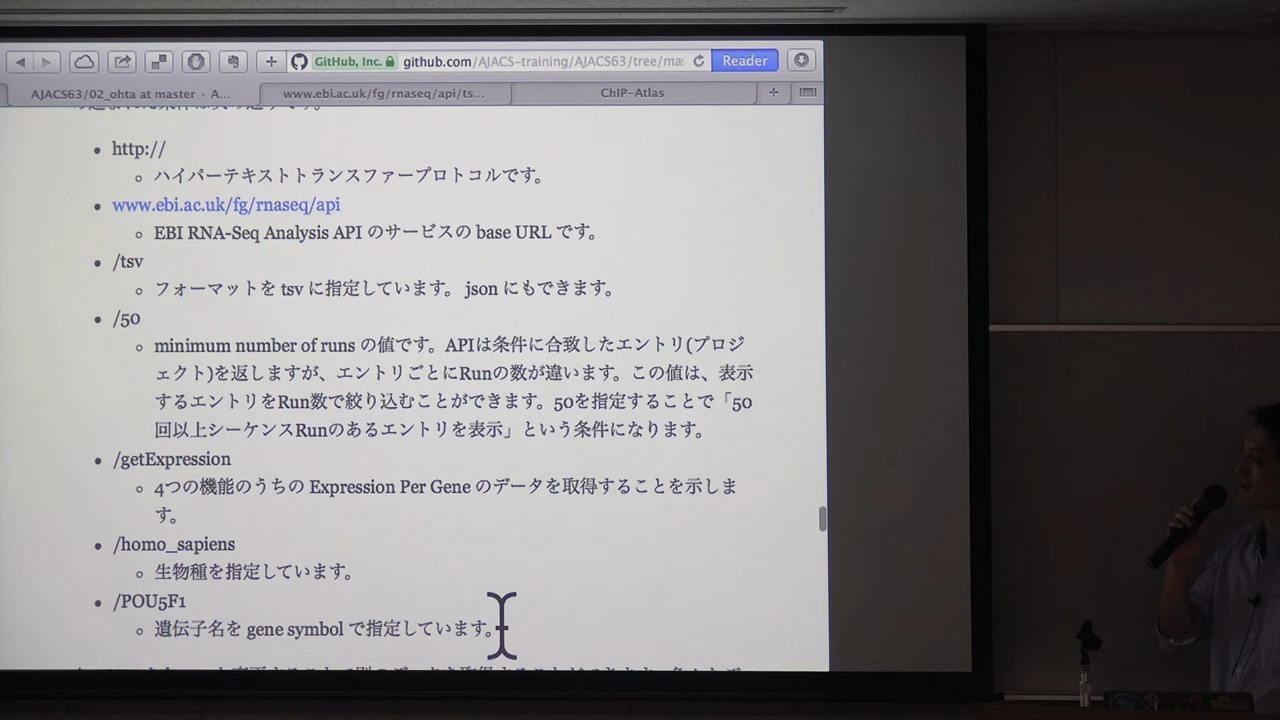 GitHub, Inc. github.com/AJACS-training/AJACS63/tree/mas Reader
AJACS63/02_ohta at master · A...
www.ebi.ac.uk/fg/rnaseq/api/ts...
ChIP-Atlas
http://
ハイパーテキストトランスファープロトコルです。
www.ebi.ac.uk/fg/rnaseq/api
EBI RNA-Seq Analysis API のサービスの base URL です。
/tsv
フォーマットを tsv に指定しています。 json にもできます。
/50
minimum number of runs の値です。APIは条件に合致したエントリ(プロジ
ェクト)を返しますが、エントリごとにRunの数が違います。この値は、表示
するエントリをRun数で絞り込むことができます。50を指定することで「50
回以上シーケンスRunのあるエントリを表示」という条件になります。
/getExpression
4つの機能のうちの Expression Per Gene のデータを取得することを示しま
す。
/homo_sapiens
生物種を指定しています。
/POU5F1
遺伝子名を gene symbol で指定しています。